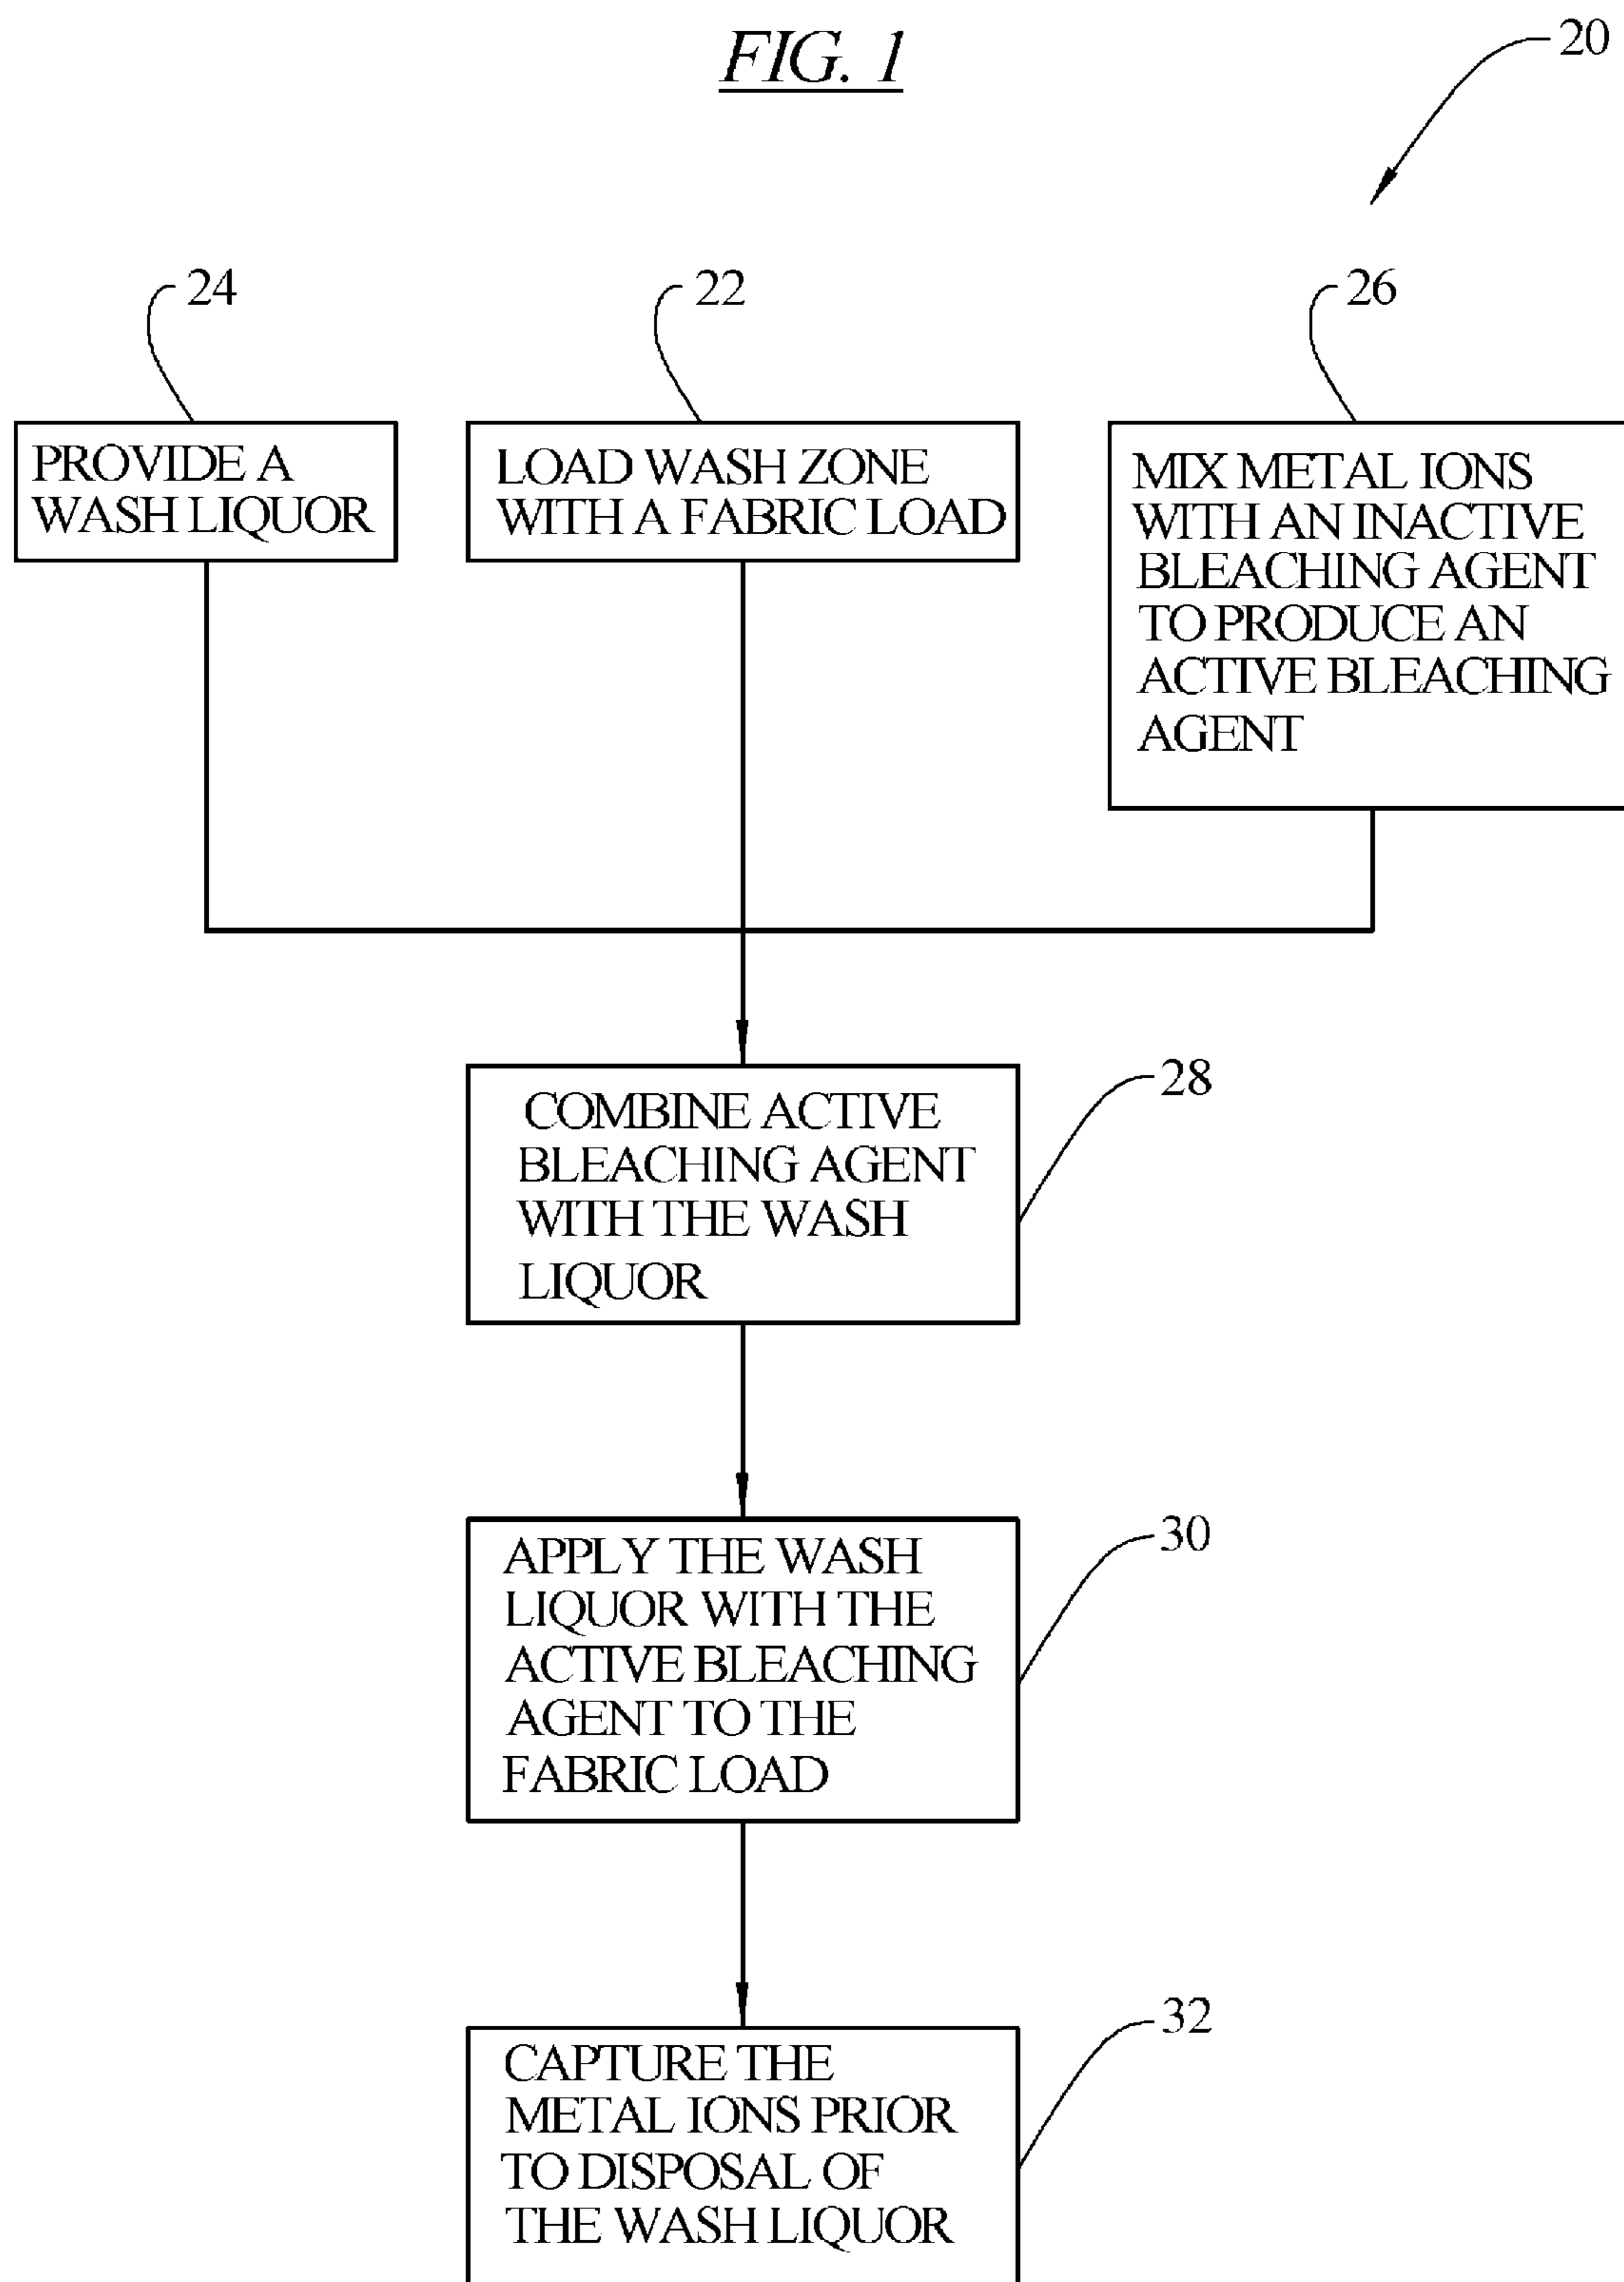 FIG. 1
20
24
22
26
PROVIDE A
WASH LIQUOR
LOAD WASH ZONE
WITH A FABRIC LOAD
MIX METAL IONS
WITH AN INACTIVE
BLEACHING AGENT
TO PRODUCE AN
ACTIVE BLEACHING
AGENT
28
COMBINE ACTIVE
BLEACHING AGENT
WITH THE WASH
LIQUOR
30
APPLY THE WASH
LIQUOR WITH THE
ACTIVE BLEACHING
AGENT TO THE
FABRIC LOAD
32
CAPTURE THE
METAL IONS PRIOR
TO DISPOSAL OF
THE WASH LIQUOR